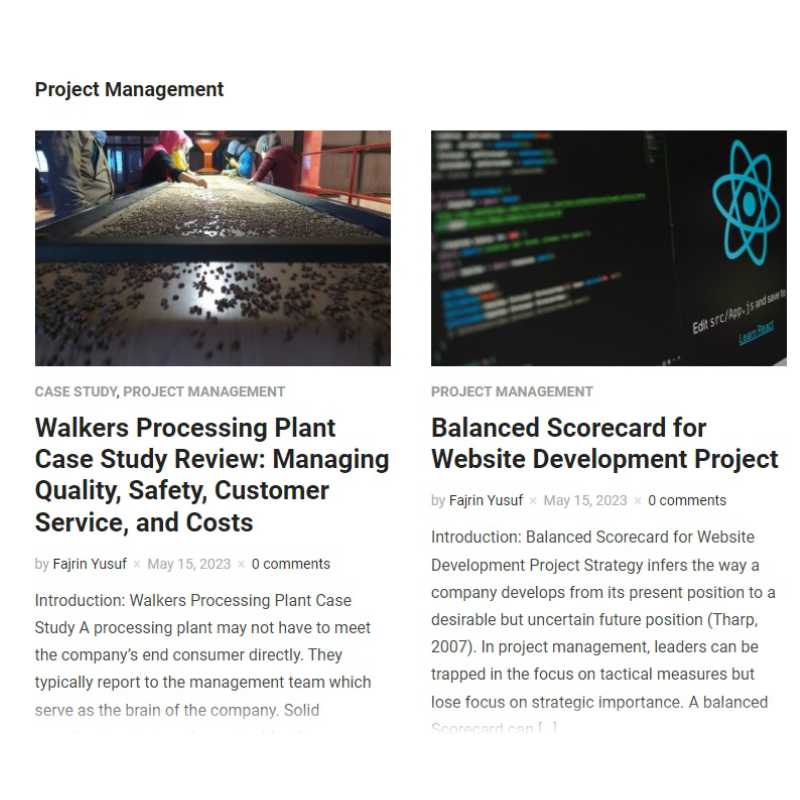 Project Management
Edit src/App.js and save to
Learn React
CASE STUDY, PROJECT MANAGEMENT
Walkers Processing Plant
Case Study Review: Managing
Quality, Safety, Customer
Service, and Costs
by Fajrin Yusuf × May 15, 2023 × 0 comments
Introduction: Walkers Processing Plant Case
Study A processing plant may not have to meet
the company’s end consumer directly. They
typically report to the management team which
serve as the brain of the company. Solid
PROJECT MANAGEMENT
Balanced Scorecard for
Website Development Project
by Fajrin Yusuf × May 15, 2023 × 0 comments
Introduction: Balanced Scorecard for Website
Development Project Strategy infers the way a
company develops from its present position to a
desirable but uncertain future position (Tharp,
2007). In project management, leaders can be
trapped in the focus on tactical measures but
lose focus on strategic importance. A balanced
Scorecard can [...]